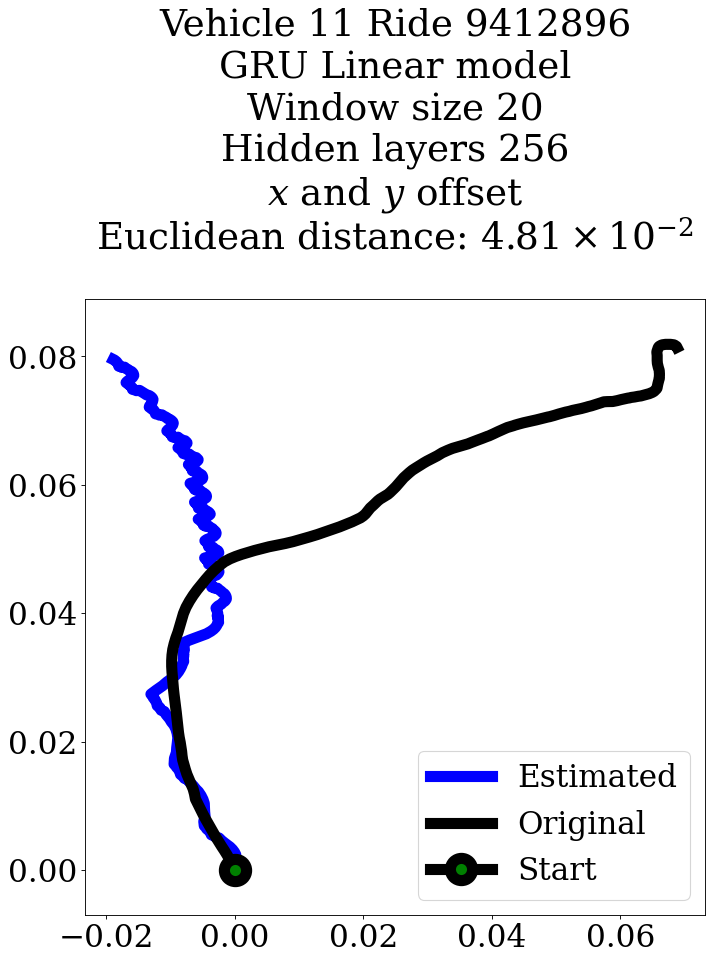 Vehicle 11 Ride 9412896
GRU Linear model
Window size 20
Hidden layers 256
x and y offset
Euclidean distance: 4.81 × 10⁻²
0.08
0.06
0.04
0.02
0.00
−0.02 0.00 0.02 0.04 0.06
Estimated
Original
Start